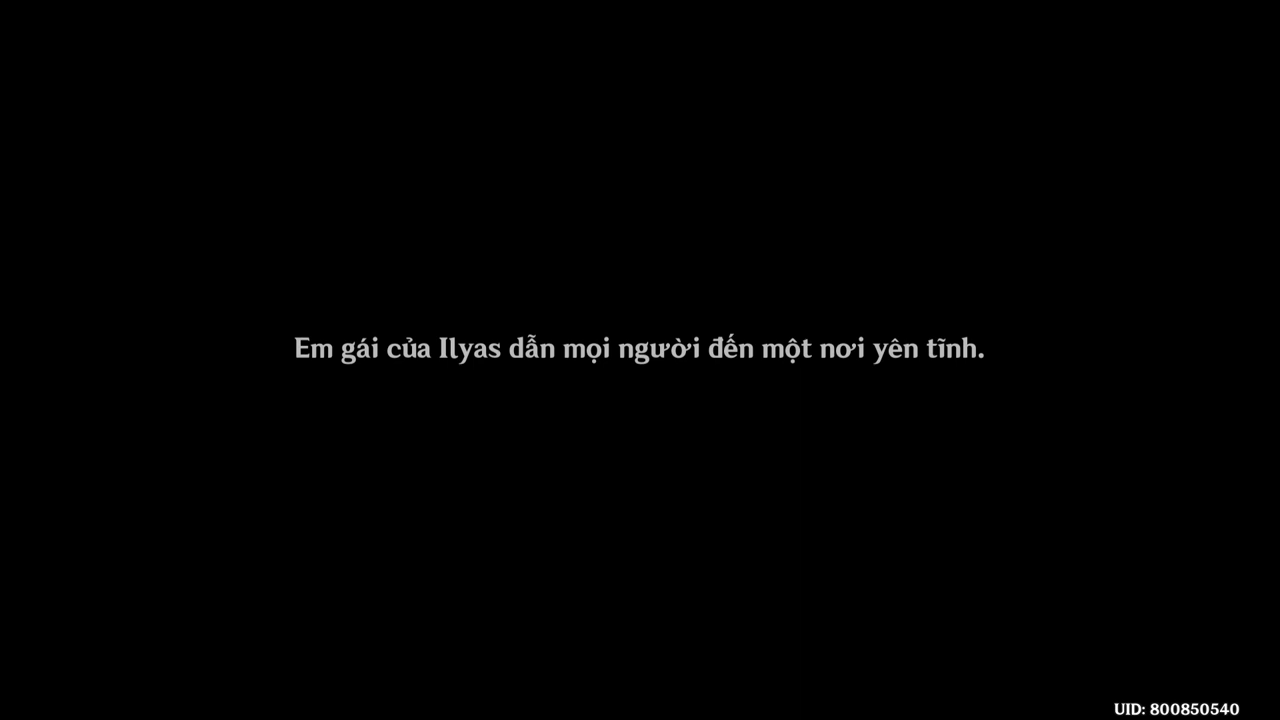 Em gái của Ilyas dẫn mọi người đến một nơi yên tĩnh.
UID: 800850540